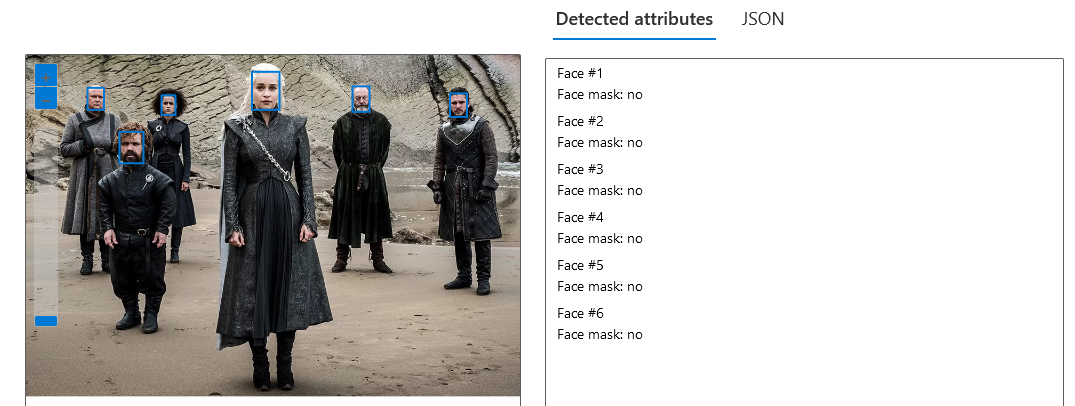 Detected attributes JSON
Face #1
Face mask: no
Face #2
Face mask: no
Face #3
Face mask: no
Face #4
Face mask: no
Face #5
Face mask: no
Face #6
Face mask: no